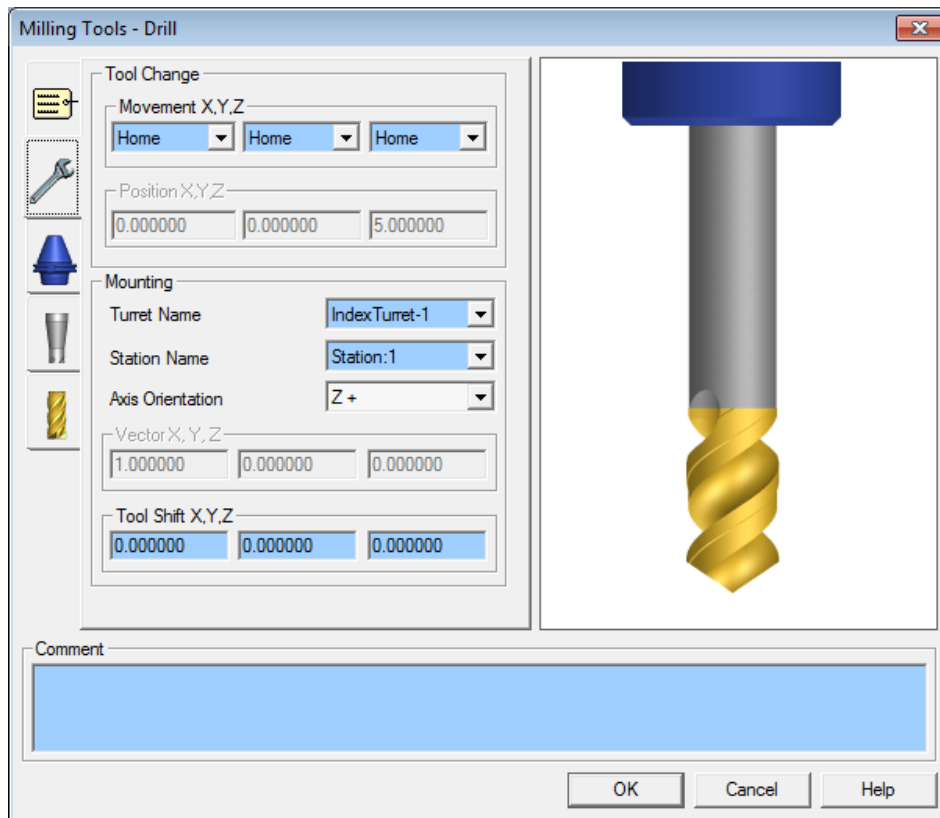 Milling Tools - Drill
Tool Change
Movement X,Y,Z
Home Home Home
Position X,Y,Z
0.000000 0.000000 5.000000
Mounting
Turret Name IndexTurret-1
Station Name Station:1
Axis Orientation Z +
Vector X, Y, Z
1.000000 0.000000 0.000000
Tool Shift X,Y,Z
0.000000 0.000000 0.000000
Comment
OK Cancel Help